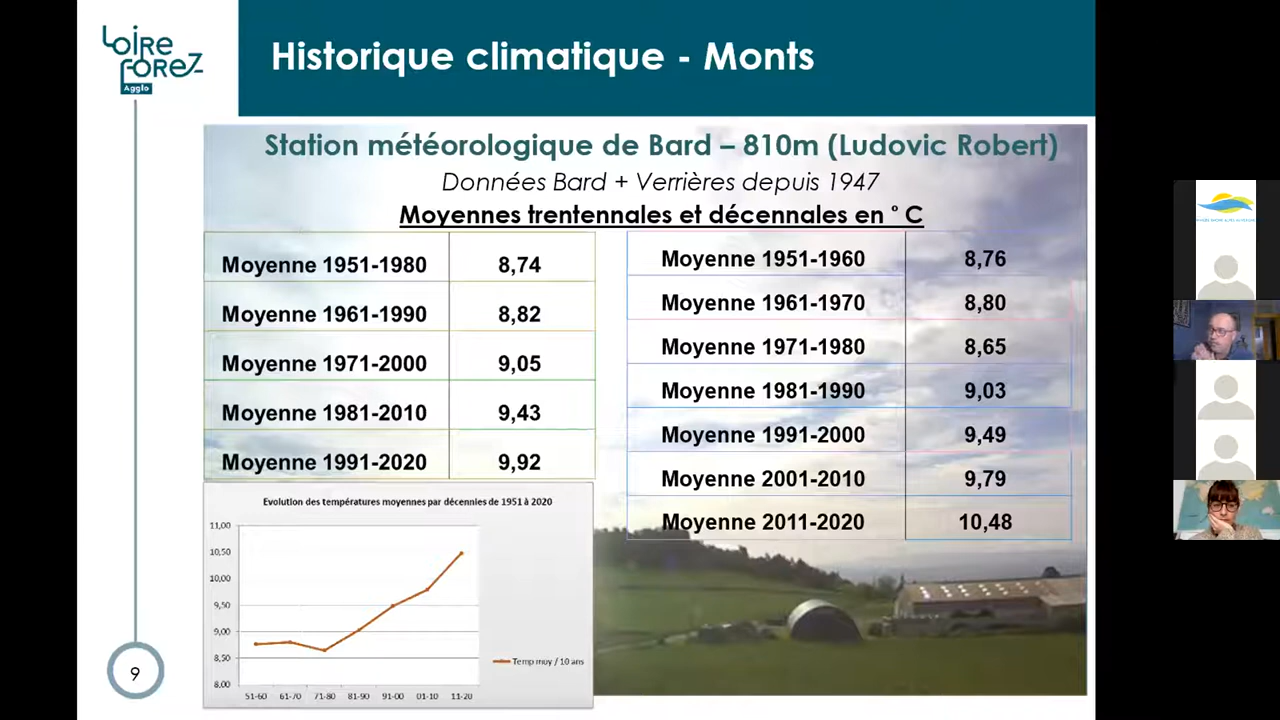 Loire
Forez
Agglo
Historique climatique - Monts
Station météorologique de Bard – 810m (Ludovic Robert)
Données Bard + Verrières depuis 1947
Moyennes trentennales et décennales en ° C
Moyenne 1951-1980 8,74
Moyenne 1961-1990 8,82
Moyenne 1971-2000 9,05
Moyenne 1981-2010 9,43
Moyenne 1991-2020 9,92
Moyenne 1951-1960 8,76
Moyenne 1961-1970 8,80
Moyenne 1971-1980 8,65
Moyenne 1981-1990 9,03
Moyenne 1991-2000 9,49
Moyenne 2001-2010 9,79
Moyenne 2011-2020 10,48
Evolution des températures moyennes par décennies de 1951 à 2020
11,00
10,50
10,00
9,50
9,00
8,50
8,00
51-60 61-70 71-80 81-90 91-00 01-10 11-20
Temp moy / 10 ans
9